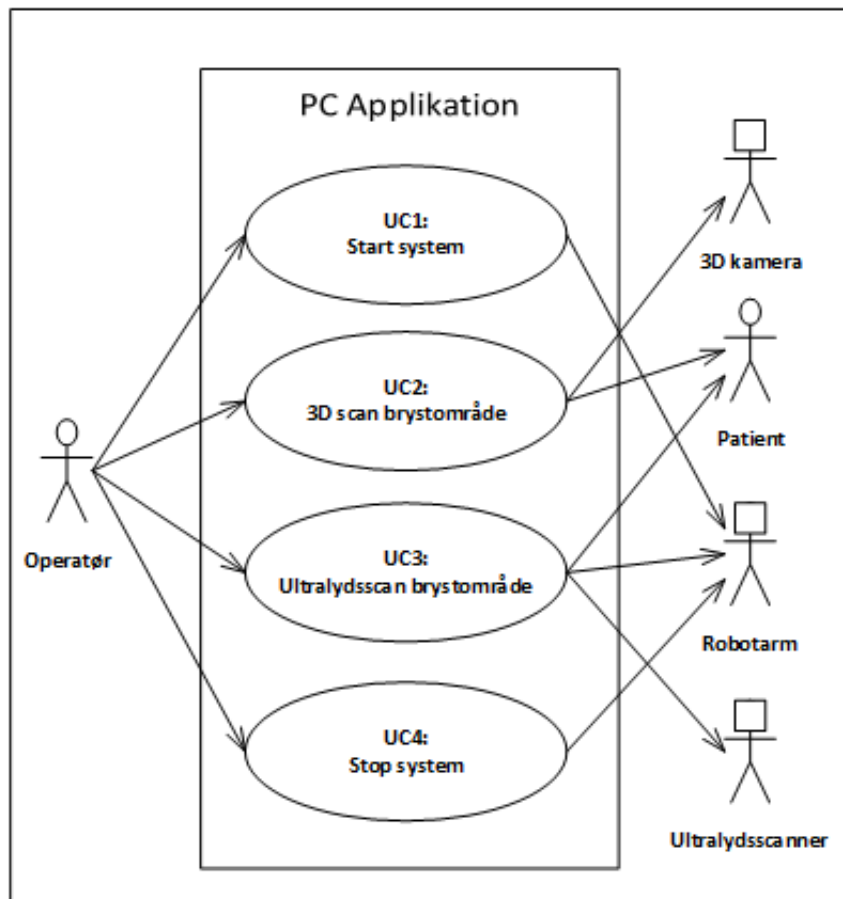 PC Applikation
UC1:
Start system
3D kamera
UC2:
3D scan brystområde
Patient
Operatør
UC3:
Ultralydsscan brystområde
Robotarm
UC4:
Stop system
Ultralydsscanner